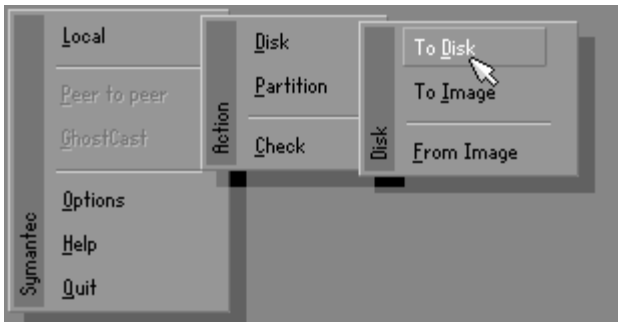 Symantec
Local
Peer to peer
GhostCast
Options
Help
Quit
Action
Disk
Partition
Check
Disk
To Disk
To Image
From Image